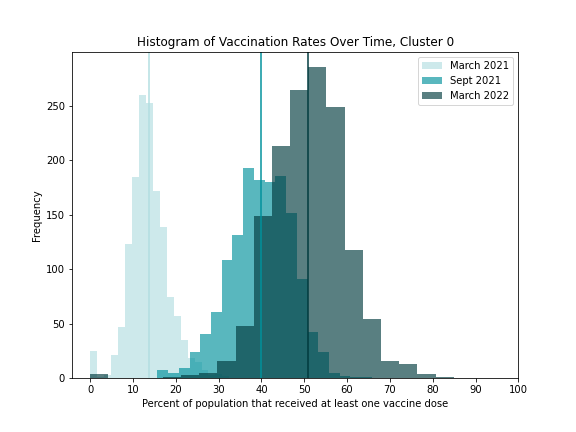 Histogram of Vaccination Rates Over Time, Cluster 0
March 2021
Sept 2021
March 2022
Frequency
250
200
150
100
50
0
0 10 20 30 40 50 60 70 80 90 100
Percent of population that received at least one vaccine dose